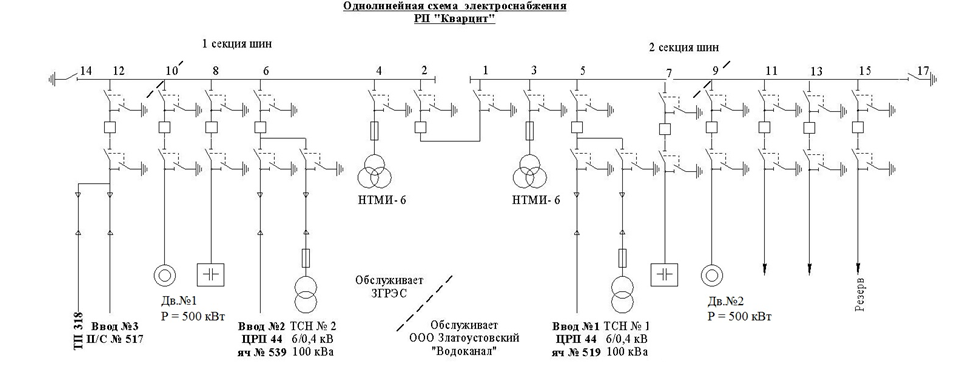 Однолинейная схема электроснабжения
РП "Кварцит"
1 секция шин
2 секция шин
14 12 10 8 6 4 2 1 3 5 7 9 11 13 15 17
НТМИ- 6
НТМИ- 6
Обслуживает
ЗГРЭС
Обслуживает
ООО Златоустовский
"Водоканал"
ТП 318
Ввод №3
П/С № 517
Дв.№1
Р = 500 кВт
Ввод №2
ЦРП 44
яч № 539
ТСН № 2
6/0,4 кВ
100 кВа
Ввод №1
ЦРП 44
яч № 519
ТСН № 1
6/0,4 кВ
100 кВа
Дв.№2
Р = 500 кВт
Резерв